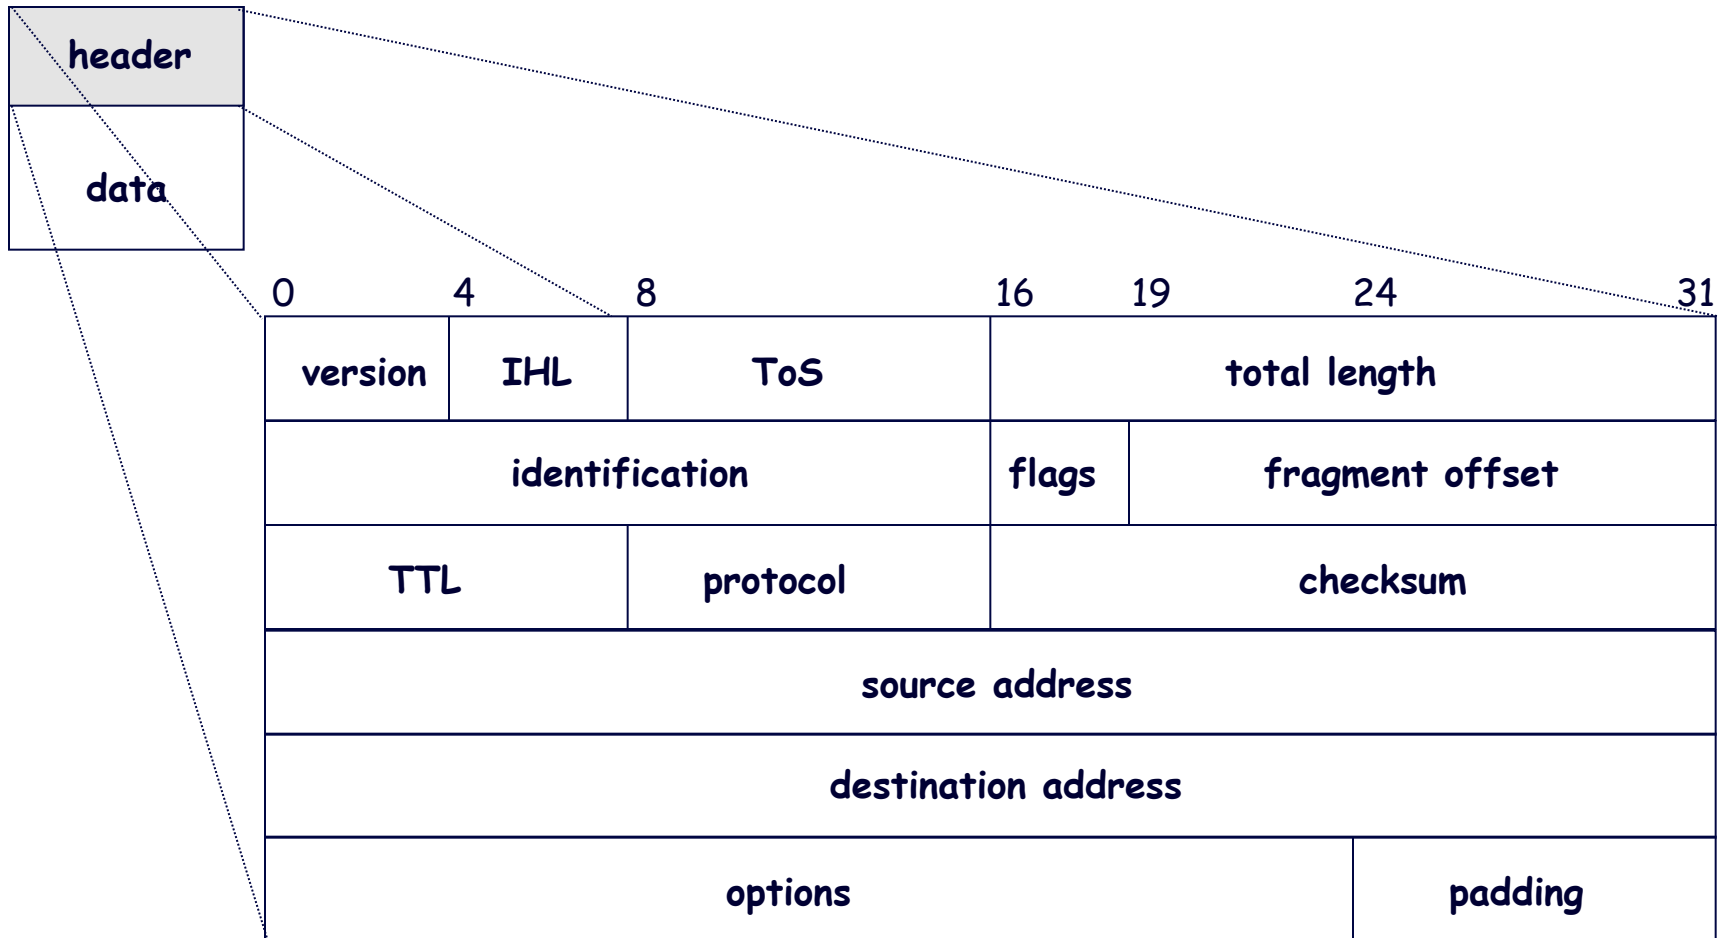 header
data
0 4 8 16 19 24 31
version IHL ToS total length
identification flags fragment offset
TTL protocol checksum
source address
destination address
options padding